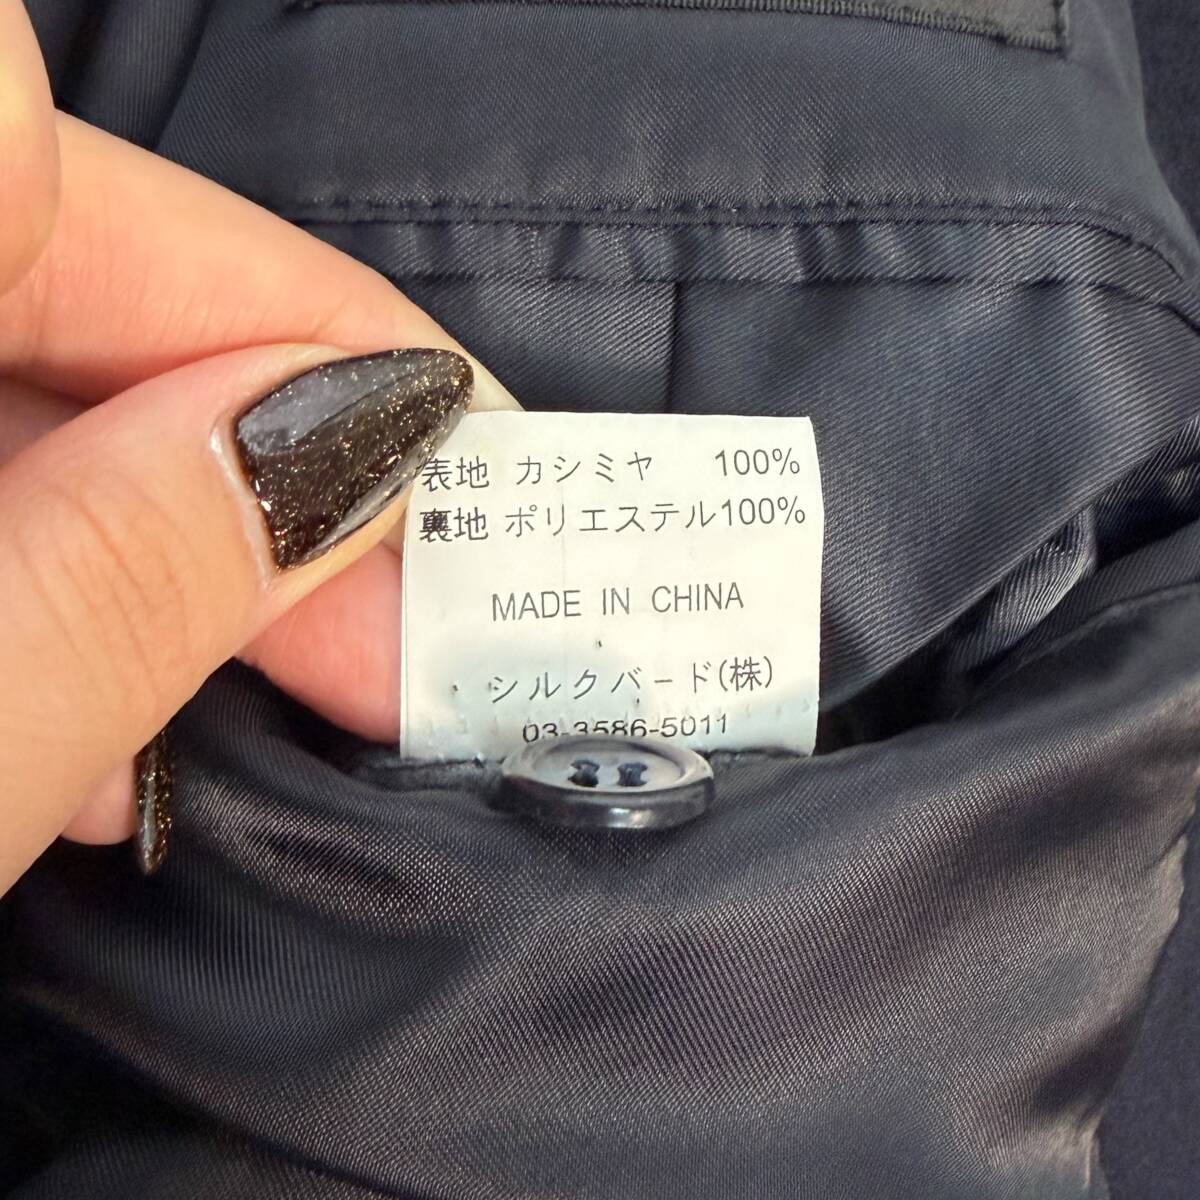 表地 カシミヤ 100%
裏地 ポリエステル100%
MADE IN CHINA
シルクバード(株)
03-3586-5011